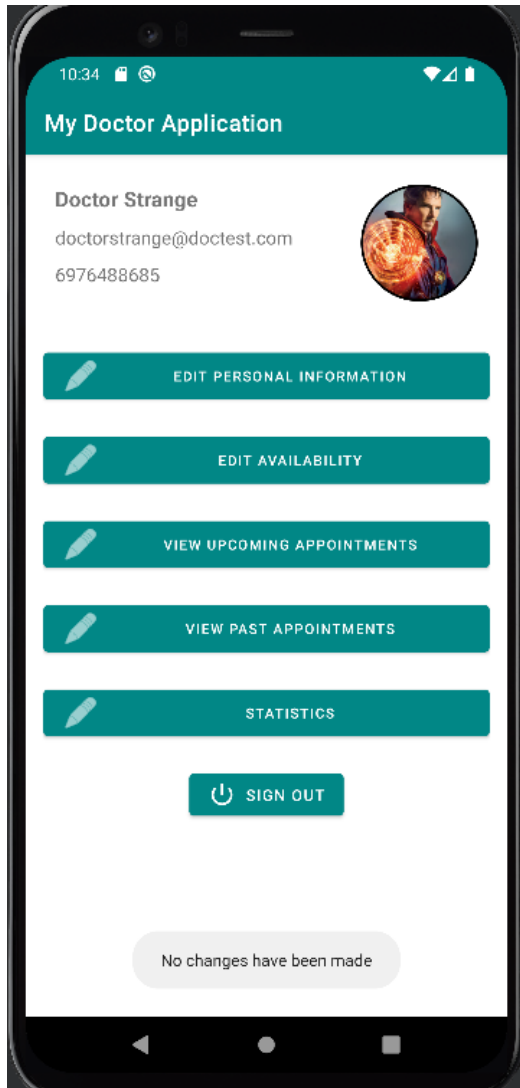 10:34
My Doctor Application
Doctor Strange
doctorstrange@doctest.com
6976488685
EDIT PERSONAL INFORMATION
EDIT AVAILABILITY
VIEW UPCOMING APPOINTMENTS
VIEW PAST APPOINTMENTS
STATISTICS
SIGN OUT
No changes have been made